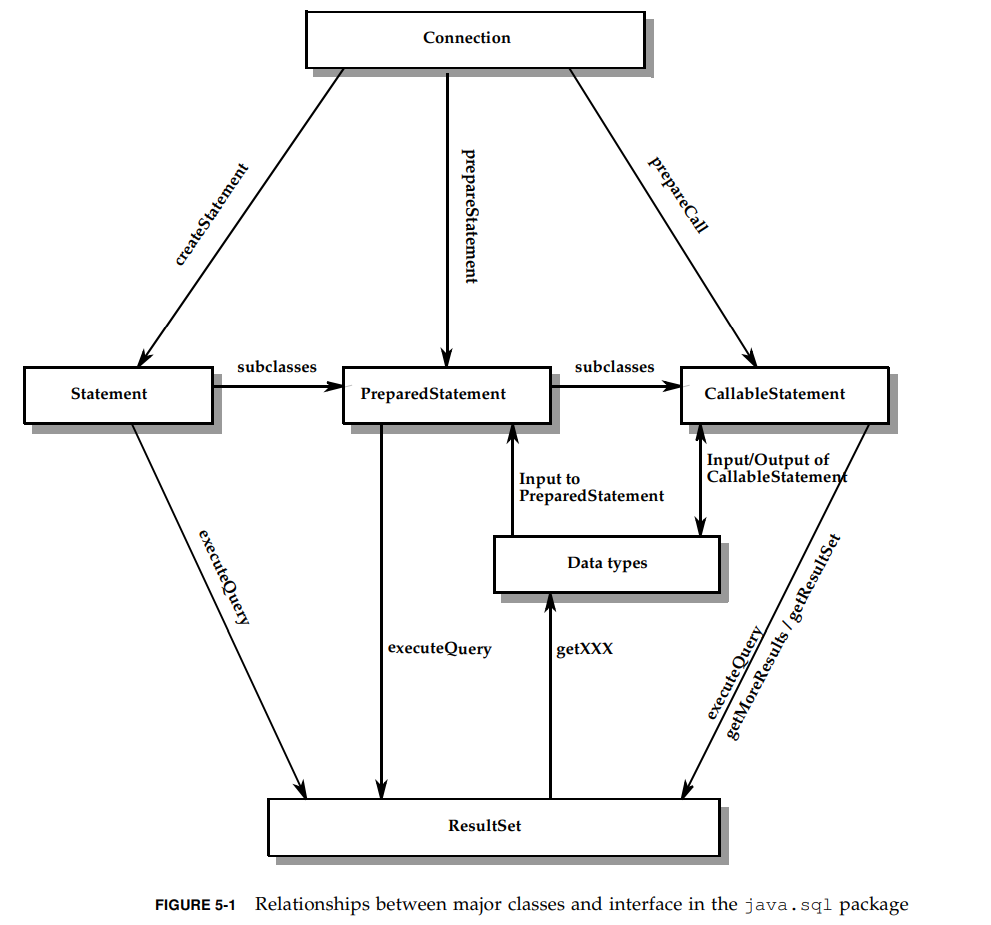 Connection
createStatement
prepareStatement
prepareCall
Statement
subclasses
PreparedStatement
subclasses
CallableStatement
Input to
PreparedStatement
Input/Output of
CallableStatement
Data types
executeQuery
executeQuery
getXXX
executeQuery
getMoreResults / getResultSet
ResultSet
FIGURE 5-1 Relationships between major classes and interface in the java.sql package